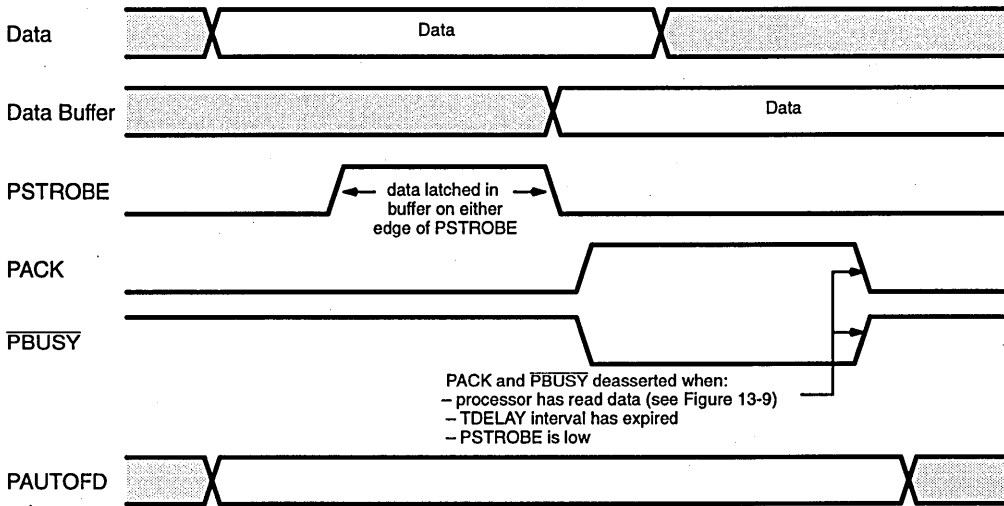 Data
Data
Data Buffer
Data
PSTROBE
data latched in
buffer on either
edge of PSTROBE
PACK
PBUSY
PACK and PBUSY deasserted when:
– processor has read data (see Figure 13-9)
– TDELAY interval has expired
– PSTROBE is low
PAUTOFD